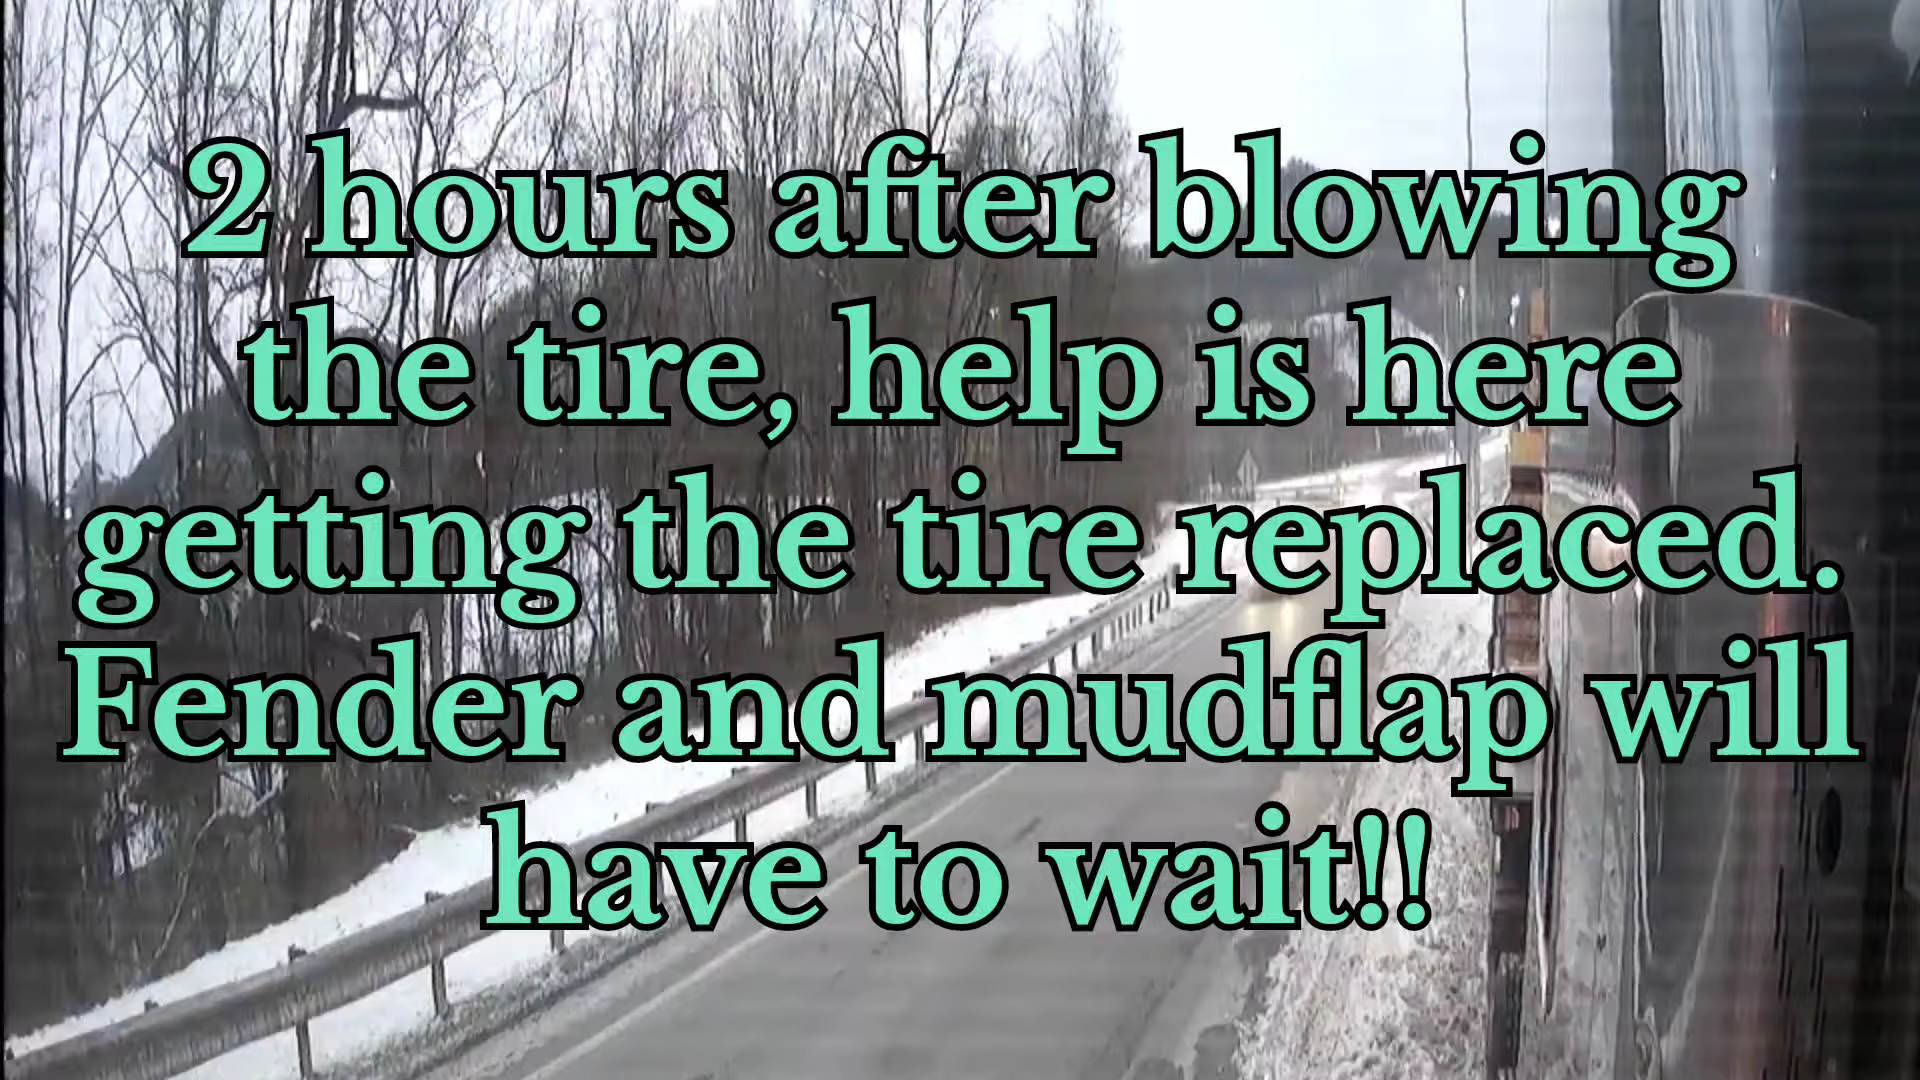 2 hours after blowing
the tire, help is here
getting the tire replaced.
Fender and mudflap will
have to wait!!